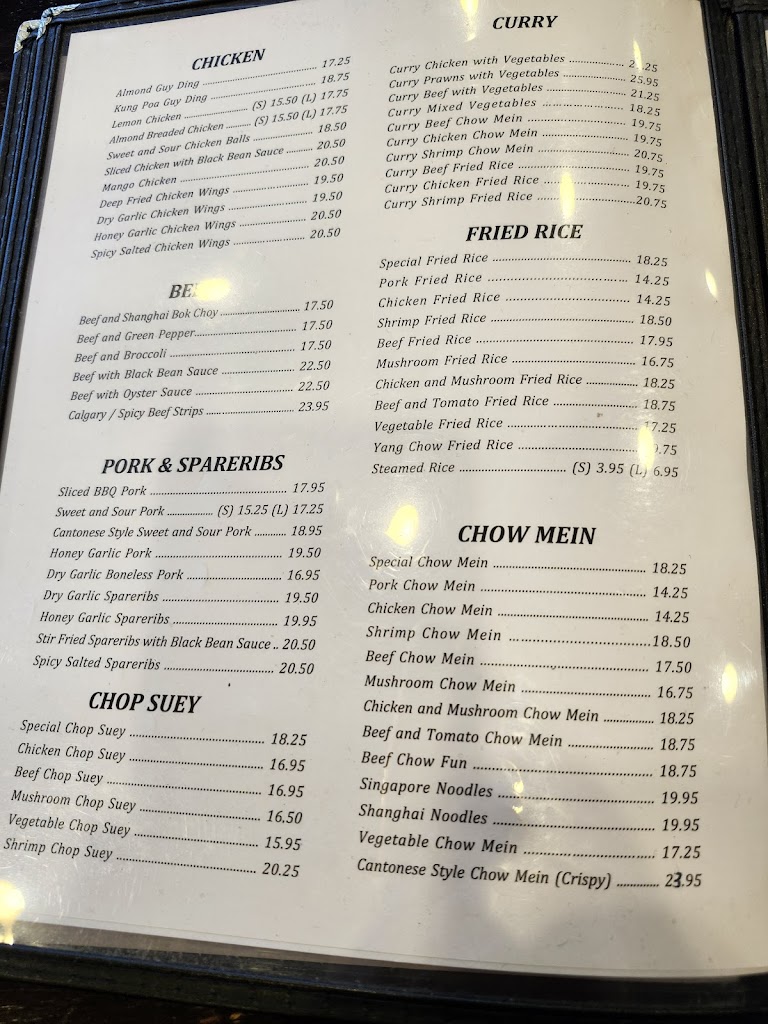 CHICKEN
Almond Guy Ding 17.25
Kung Poa Guy Ding 18.75
Lemon Chicken (S) 15.50 (L) 17.75
Almond Breaded Chicken (S) 15.50 (L) 17.75
Sweet and Sour Chicken Balls 18.50
Sliced Chicken with Black Bean Sauce 20.50
Mango Chicken 20.50
Deep Fried Chicken Wings 19.50
Dry Garlic Chicken Wings 19.50
Honey Garlic Chicken Wings 20.50
Spicy Salted Chicken Wings 20.50
Beef and Shanghai Bok Choy 17.50
Beef and Green Pepper 17.50
Beef and Broccoli 17.50
Beef with Black Bean Sauce 22.50
Beef with Oyster Sauce 22.50
Calgary / Spicy Beef Strips 23.95
PORK & SPARERIBS
Sliced BBQ Pork 17.95
Sweet and Sour Pork (S) 15.25 (L) 17.25
Cantonese Style Sweet and Sour Pork 18.95
Honey Garlic Pork 19.50
Dry Garlic Boneless Pork 16.95
Dry Garlic Spareribs 19.50
Honey Garlic Spareribs 19.95
Stir Fried Spareribs with Black Bean Sauce .. 20.50
Spicy Salted Spareribs 20.50
CHOP SUEY
Special Chop Suey 18.25
Chicken Chop Suey 16.95
Beef Chop Suey 16.95
Mushroom Chop Suey 16.50
Vegetable Chop Suey 15.95
Shrimp Chop Suey 20.25
CURRY
Curry Chicken with Vegetables
Curry Prawns with Vegetables 25.95
Curry Beef with Vegetables 21.25
Curry Mixed Vegetables 18.25
Curry Beef Chow Mein 19.75
Curry Chicken Chow Mein 19.75
Curry Shrimp Chow Mein 20.75
Curry Beef Fried Rice 19.75
Curry Chicken Fried Rice 19.75
Curry Shrimp Fried Rice 20.75
FRIED RICE
Special Fried Rice 18.25
Pork Fried Rice 14.25
Chicken Fried Rice 14.25
Shrimp Fried Rice 18.50
Beef Fried Rice 17.95
Mushroom Fried Rice 16.75
Chicken and Mushroom Fried Rice 18.25
Beef and Tomato Fried Rice 18.75
Vegetable Fried Rice 17.25
Yang Chow Fried Rice
Steamed Rice (S) 3.95 (L) 6.95
CHOW MEIN
Special Chow Mein 18.25
Pork Chow Mein 14.25
Chicken Chow Mein 14.25
Shrimp Chow Mein 18.50
Beef Chow Mein 17.50
Mushroom Chow Mein 16.75
Chicken and Mushroom Chow Mein 18.25
Beef and Tomato Chow Mein 18.75
Beef Chow Fun 18.75
Singapore Noodles 19.95
Shanghai Noodles 19.95
Vegetable Chow Mein 17.25
Cantonese Style Chow Mein (Crispy) 23.95